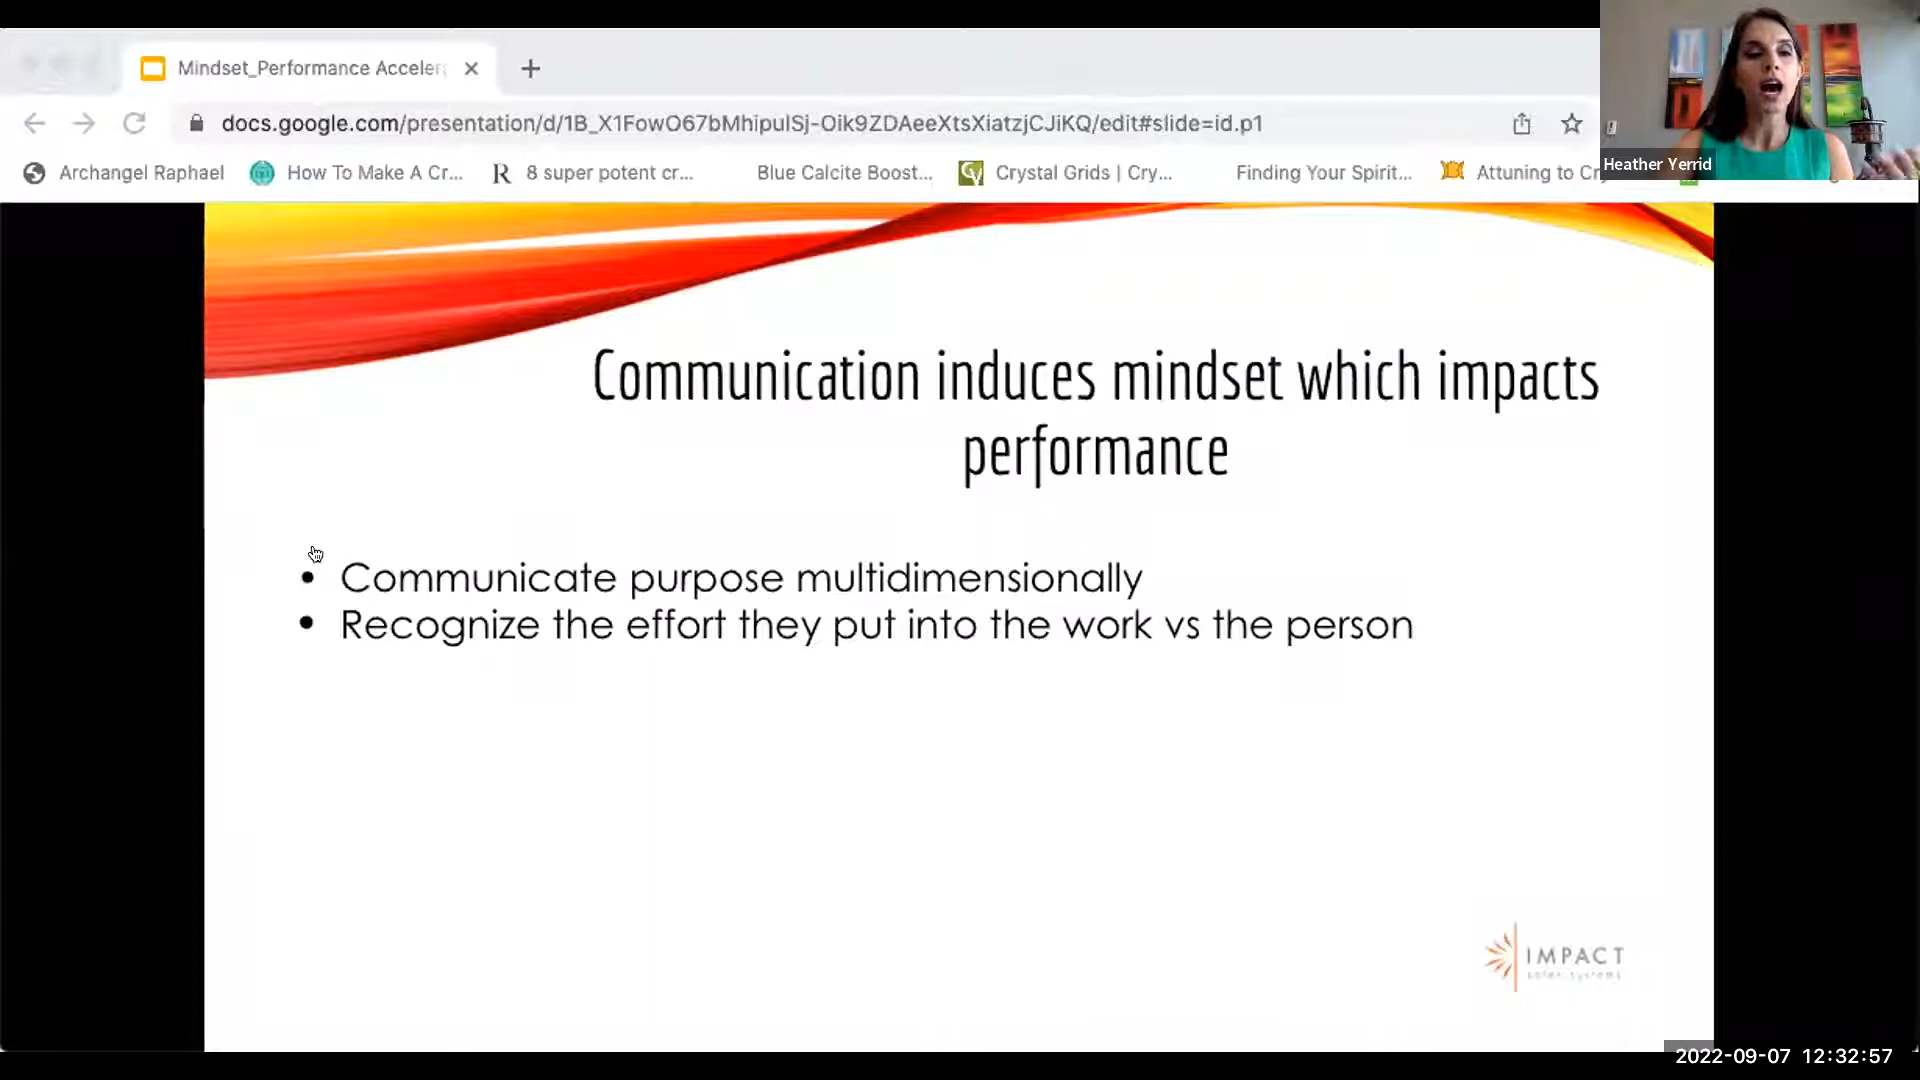 Mindset_Performance Acceler
docs.google.com/presentation/d/1B_X1FowO67bMhipulSj-Oik9ZDAeeXtsXiatzjCJiKQ/edit#slide=id.p1
Heather Yerrid
Archangel Raphael
How To Make A Cr...
8 super potent cr...
Blue Calcite Boost...
Crystal Grids | Cry...
Finding Your Spirit...
Attuning to Cry
Communication induces mindset which impacts
performance
• Communicate purpose multidimensionally
• Recognize the effort they put into the work vs the person
IMPACT
sales systems
2022-09-07 12:32:57